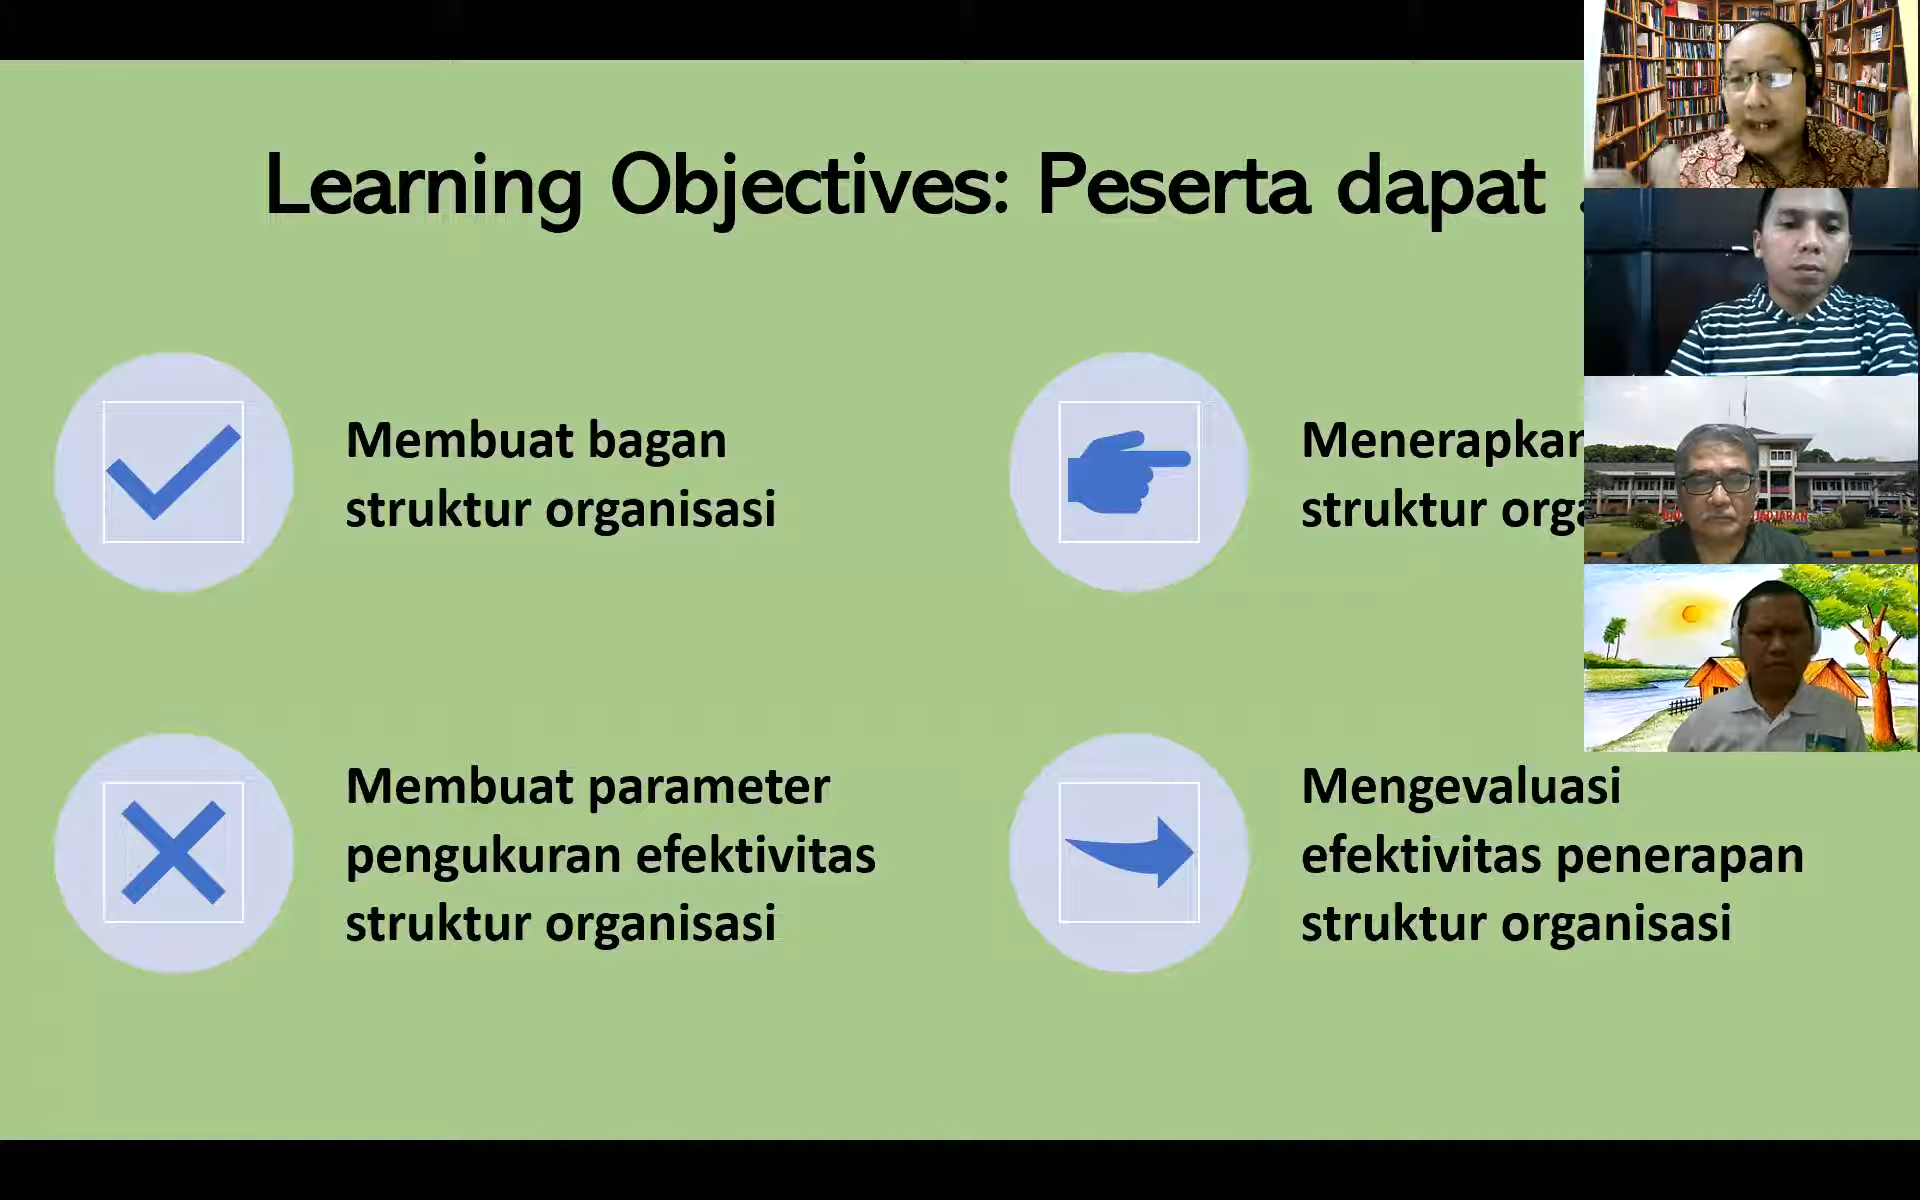 Learning Objectives: Peserta dapat
Membuat bagan
struktur organisasi
Menerapkan
struktur
Membuat parameter
pengukuran efektivitas
struktur organisasi
Mengevaluasi
efektivitas penerapan
struktur organisasi